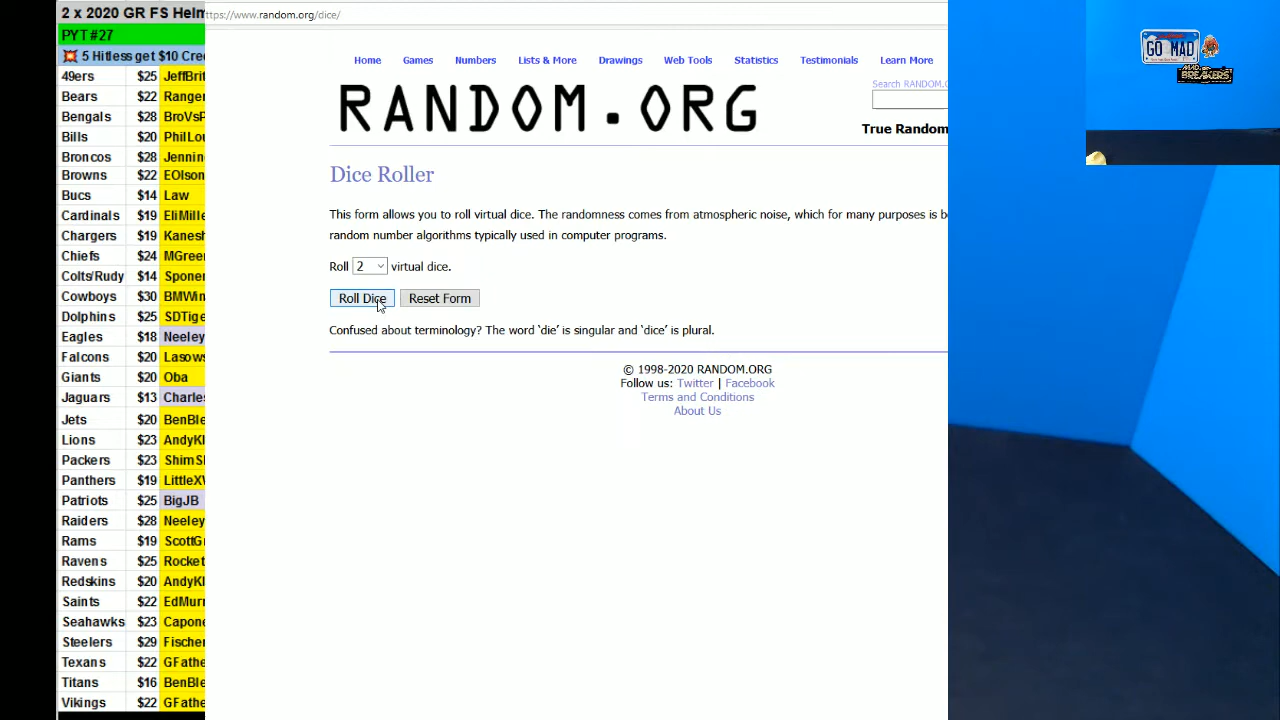 2 x 2020 GR FS Helm
PYT #27
5 Hitless get $10 Cre
49ers $25 JeffBrit
Bears $22 Ranger
Bengals $28 BroVsP
Bills $20 PhilLou
Broncos $28 Jennin
Browns $22 EOlson
Bucs $14 Law
Cardinals $19 EliMille
Chargers $19 Kanesh
Chiefs $24 MGreen
Colts/Rudy $14 Spone
Cowboys $30 BMWin
Dolphins $25 SDTige
Eagles $18 Neeley
Falcons $20 Lasows
Giants $20 Oba
Jaguars $13 Charles
Jets $20 BenBle
Lions $23 AndyKl
Packers $23 ShimSl
Panthers $19 LittleX
Patriots $25 BigJB
Raiders $28 Neeley
Rams $19 ScottG
Ravens $25 Rocket
Redskins $20 AndyKl
Saints $22 EdMurr
Seahawks $23 Capone
Steelers $29 Fischer
Texans $22 GFathe
Titans $16 BenBle
Vikings $22 GFathe
ttps://www.random.org/dice/
Home Games Numbers Lists & More Drawings Web Tools Statistics Testimonials Learn More
Search RANDOM.O
RANDOM.ORG
True Random
Dice Roller
This form allows you to roll virtual dice. The randomness comes from atmospheric noise, which for many purposes is b
random number algorithms typically used in computer programs.
Roll 2 virtual dice.
Roll Dice Reset Form
Confused about terminology? The word ‘die’ is singular and ‘dice’ is plural.
© 1998-2020 RANDOM.ORG
Follow us: Twitter | Facebook
Terms and Conditions
About Us
GO MAD
MAD
BREAKERS